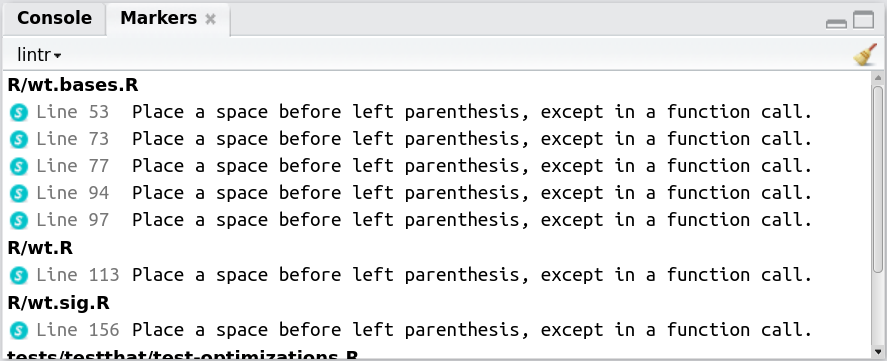 Console Markers
lintr
R/wt.bases.R
S Line 53 Place a space before left parenthesis, except in a function call.
S Line 73 Place a space before left parenthesis, except in a function call.
S Line 77 Place a space before left parenthesis, except in a function call.
S Line 94 Place a space before left parenthesis, except in a function call.
S Line 97 Place a space before left parenthesis, except in a function call.
R/wt.R
S Line 113 Place a space before left parenthesis, except in a function call.
R/wt.sig.R
S Line 156 Place a space before left parenthesis, except in a function call.
tests/testthat/test-optimizations.R